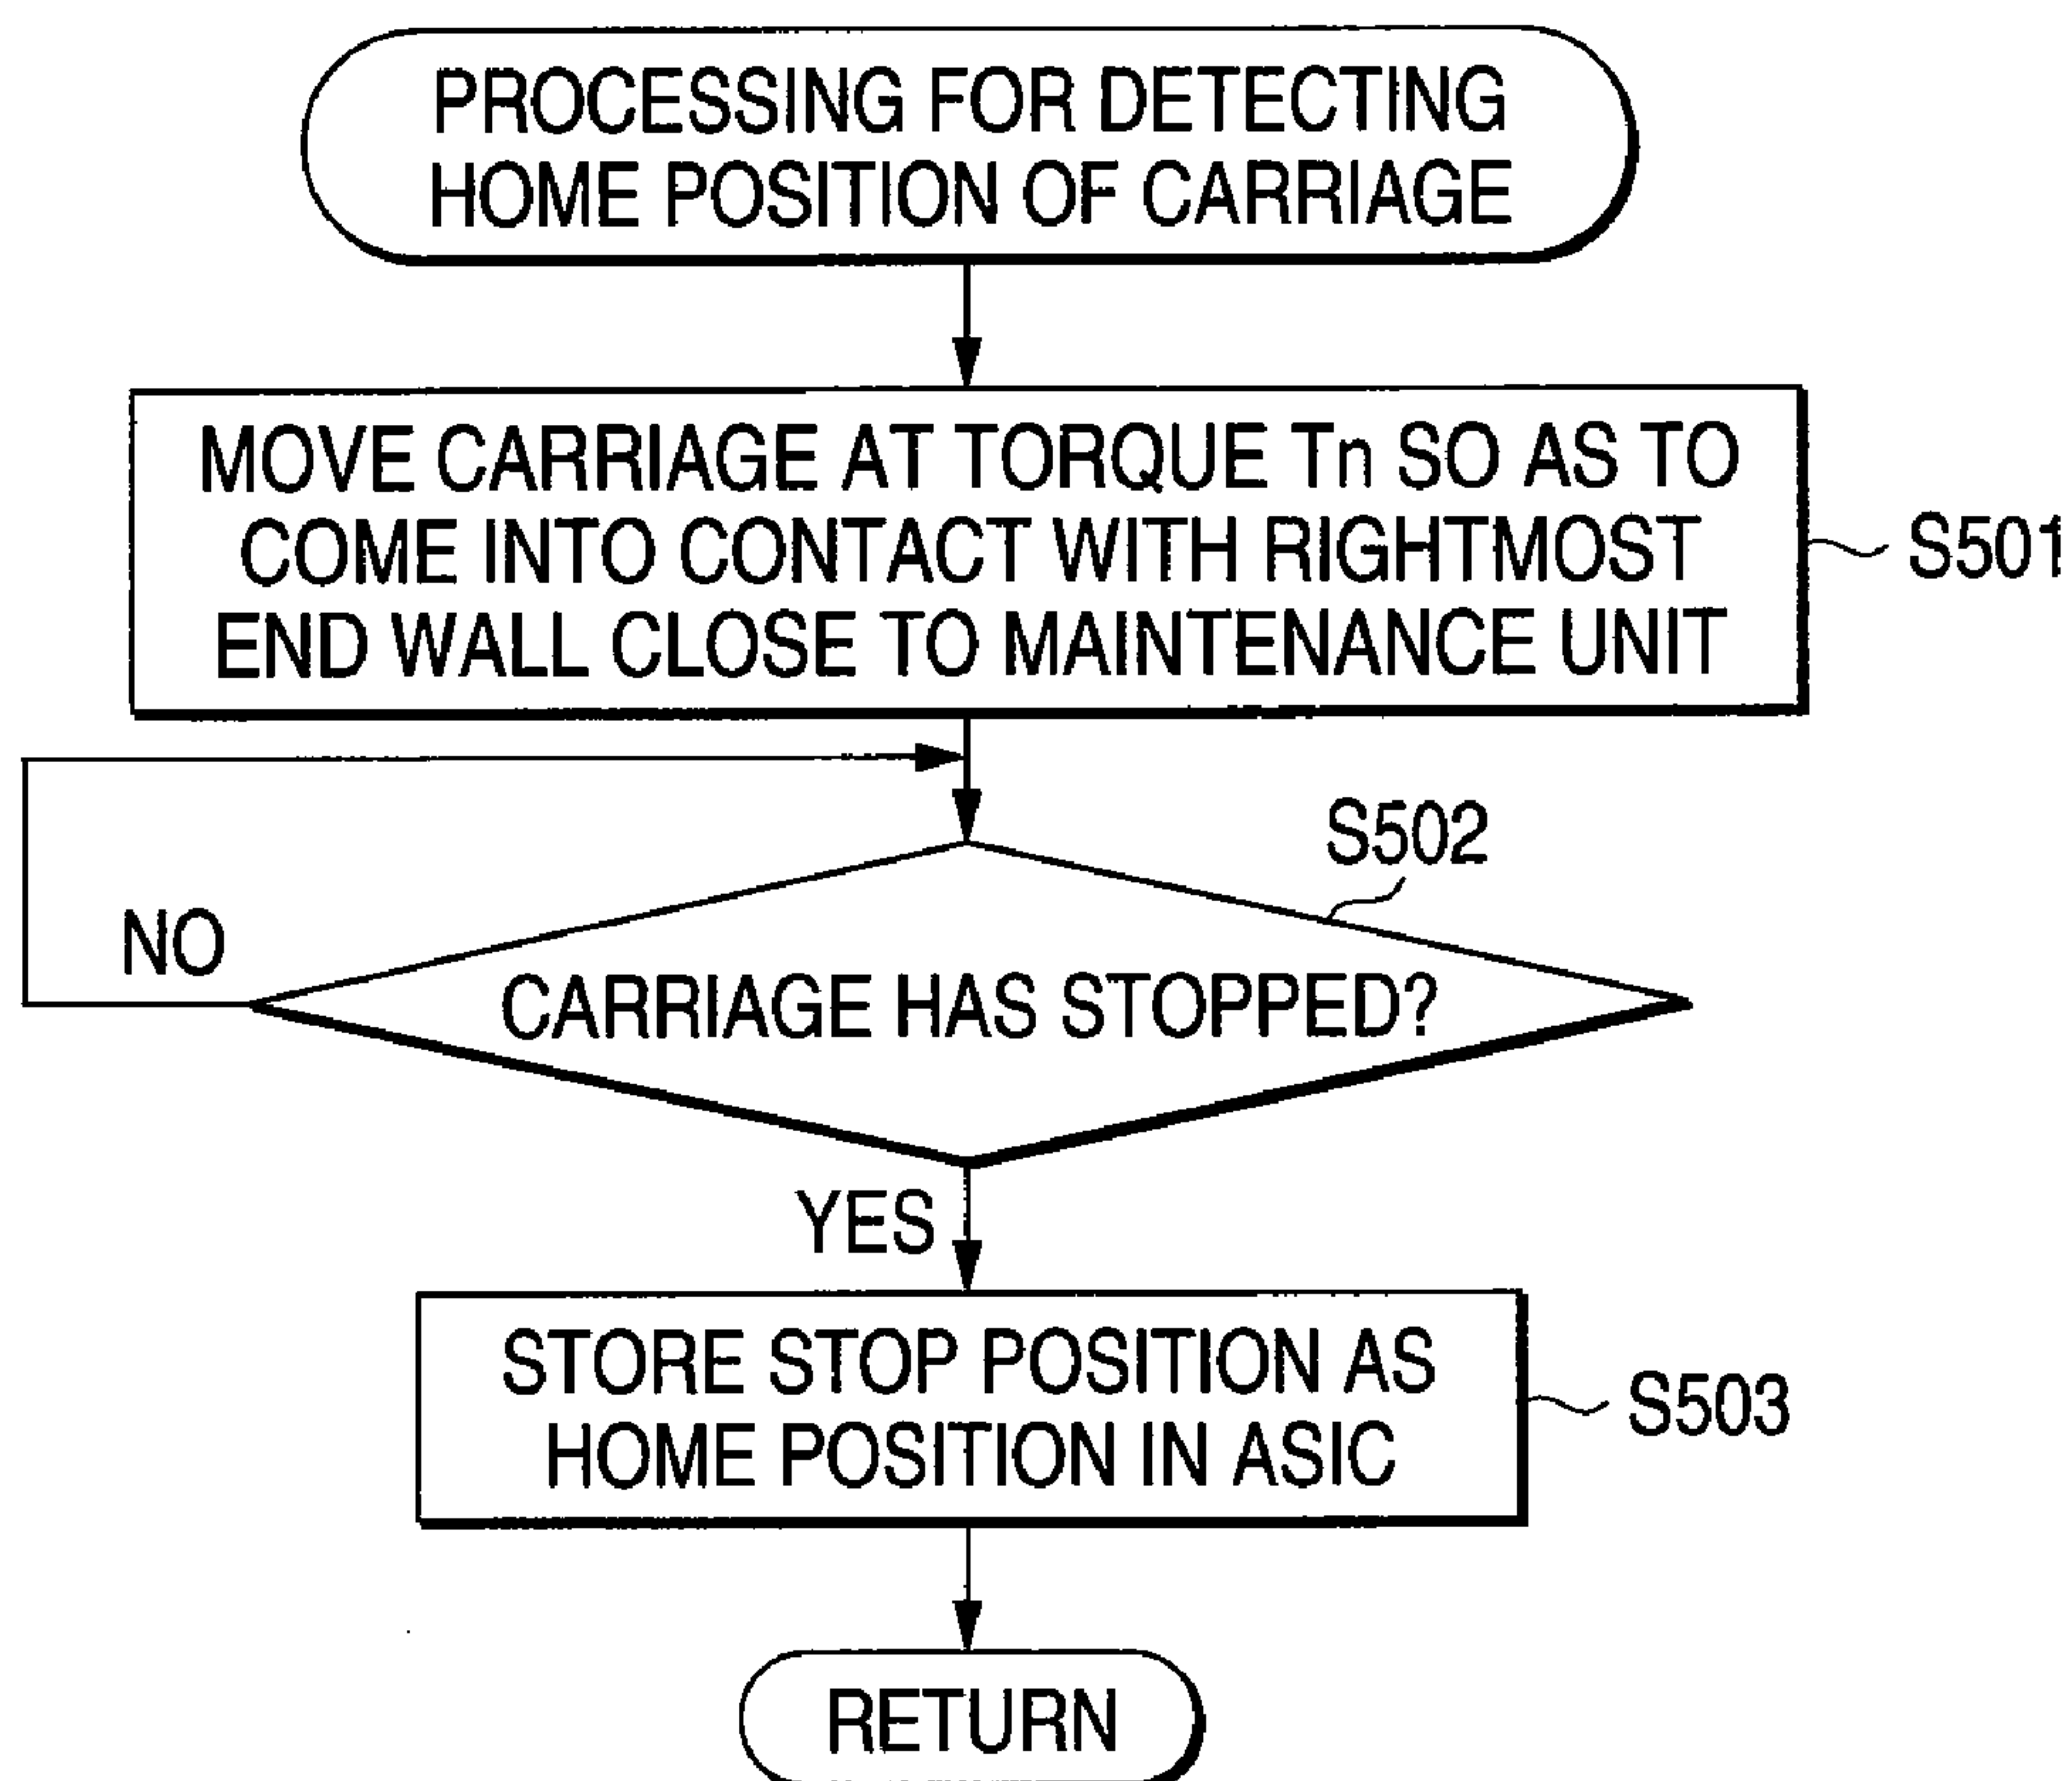 PROCESSING FOR DETECTING
HOME POSITION OF CARRIAGE
MOVE CARRIAGE AT TORQUE Tn SO AS TO
COME INTO CONTACT WITH RIGHTMOST
END WALL CLOSE TO MAINTENANCE UNIT
S501
S502
NO
CARRIAGE HAS STOPPED?
YES
STORE STOP POSITION AS
HOME POSITION IN ASIC
S503
RETURN